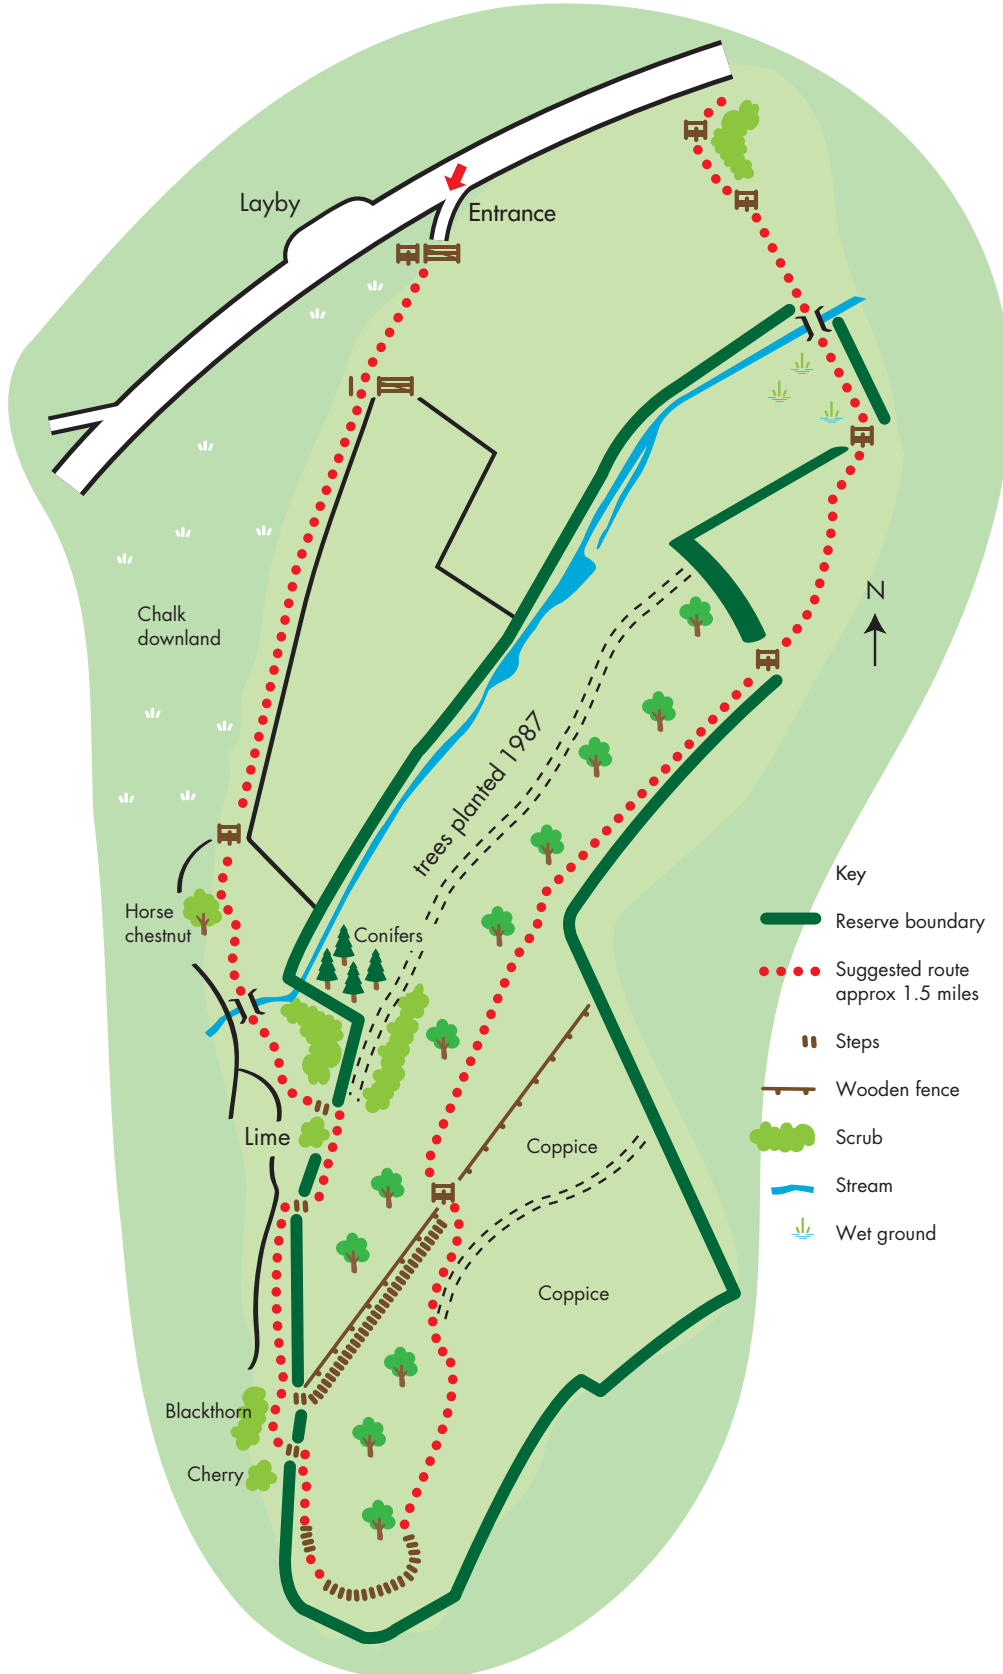 Layby
Entrance
N
Chalk
downland
trees planted 1987
Key
Horse
chestnut
Reserve boundary
Conifers
Suggested route
approx 1.5 miles
Steps
Wooden fence
Lime
Scrub
Coppice
Stream
Wet ground
Coppice
Blackthorn
Cherry